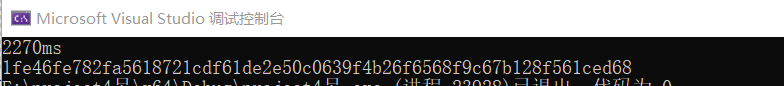 Microsoft Visual Studio 调试控制台
2270ms
1fe46fe782fa5618721cdf61de2e50c0639f4b26f6568f9c67b128f561ced68